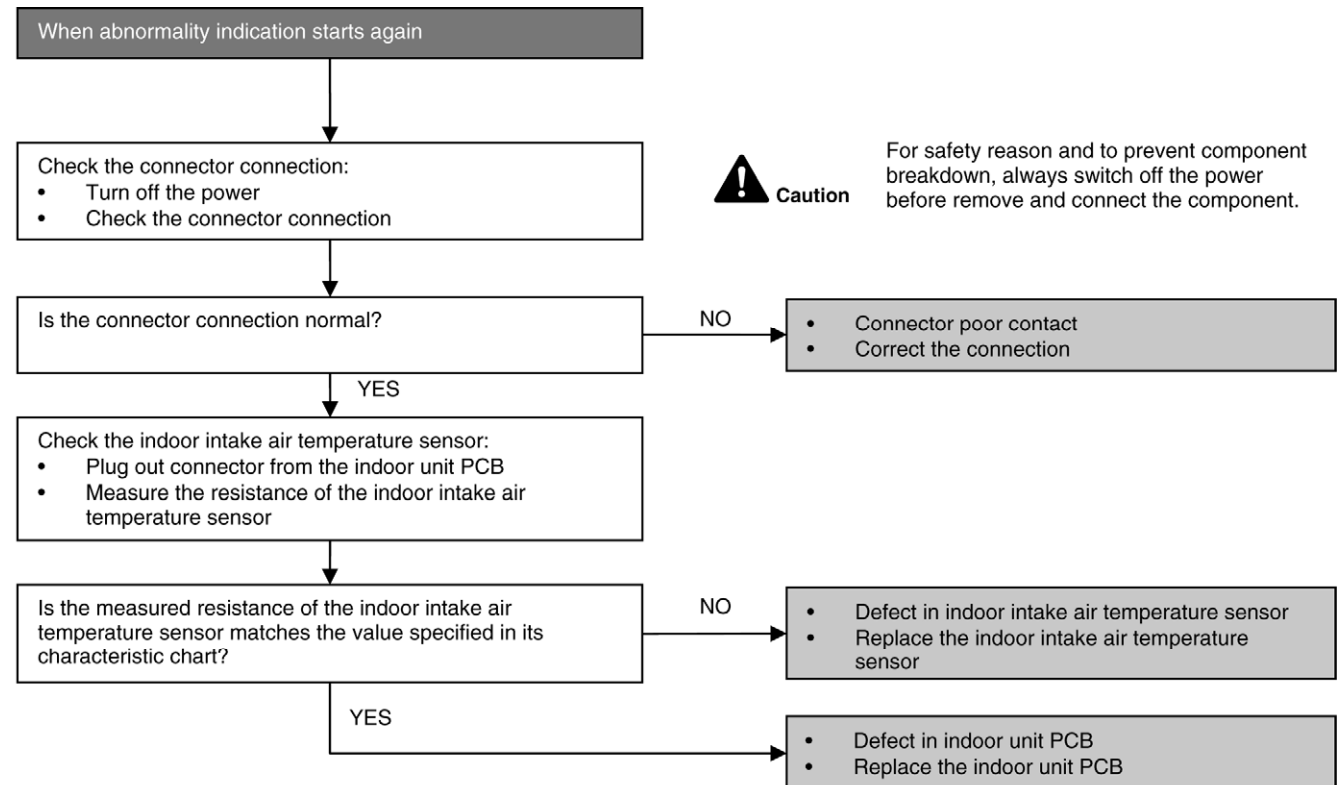 When abnormality indication starts again
Check the connector connection:
• Turn off the power
• Check the connector connection
Caution
For safety reason and to prevent component
breakdown, always switch off the power
before remove and connect the component.
Is the connector connection normal?
NO
• Connector poor contact
• Correct the connection
YES
Check the indoor intake air temperature sensor:
• Plug out connector from the indoor unit PCB
• Measure the resistance of the indoor intake air
temperature sensor
Is the measured resistance of the indoor intake air
temperature sensor matches the value specified in its
characteristic chart?
NO
• Defect in indoor intake air temperature sensor
• Replace the indoor intake air temperature
sensor
YES
• Defect in indoor unit PCB
• Replace the indoor unit PCB